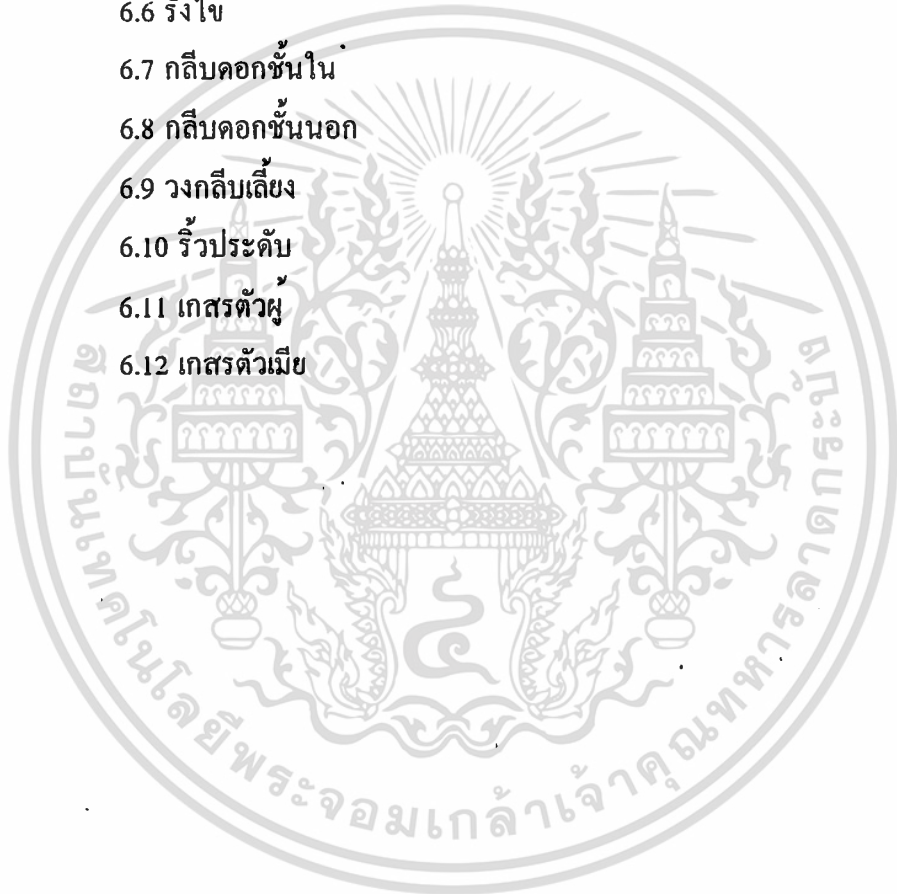 6.6 รังไข่
6.7 กลีบดอกชั้นใน
6.8 กลีบดอกชั้นนอก
6.9 วงกลีบเลี้ยง
6.10 ริ้วประดับ
6.11 เกสรตัวผู้
6.12 เกสรตัวเมีย
สถาบันเทคโนโลยีพระจอมเกล้าเจ้าคุณทหารลาดกระบัง
๔